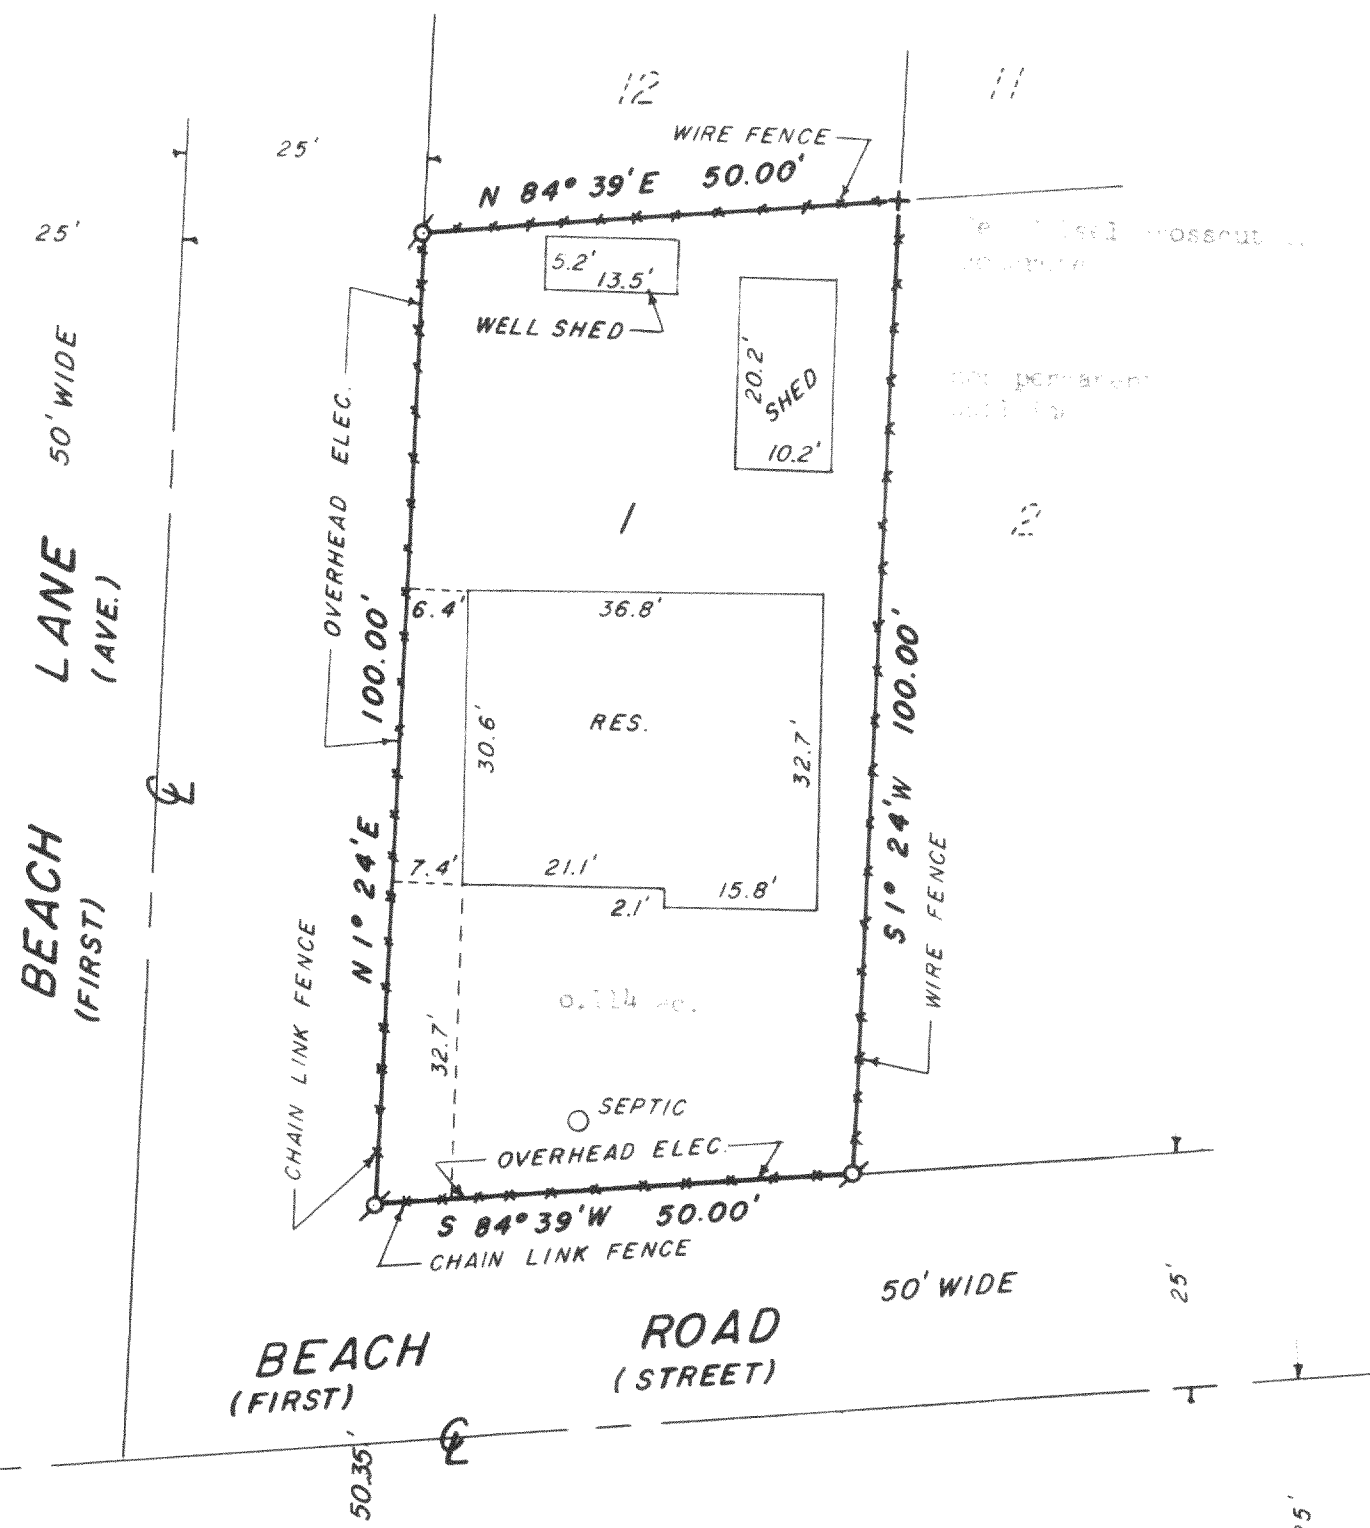 12
11
WIRE FENCE
25'
N 84° 39' E 50.00'
25'
5.2'
13.5'
WELL SHED
20.2'
SHED
10.2'
50' WIDE
OVERHEAD ELEC.
1
2
LANE
(AVE.)
6.4'
36.8'
100.00'
100.00'
RES.
30.6'
32.7'
7.4'
21.1'
15.8'
2.1'
N 1° 24' E
S 1° 24' W
WIRE FENCE
BEACH
(FIRST)
CHAIN LINK FENCE
32.7'
SEPTIC
OVERHEAD ELEC.
S 84° 39' W 50.00'
CHAIN LINK FENCE
50' WIDE
25'
BEACH ROAD
(FIRST) (STREET)
50.35'